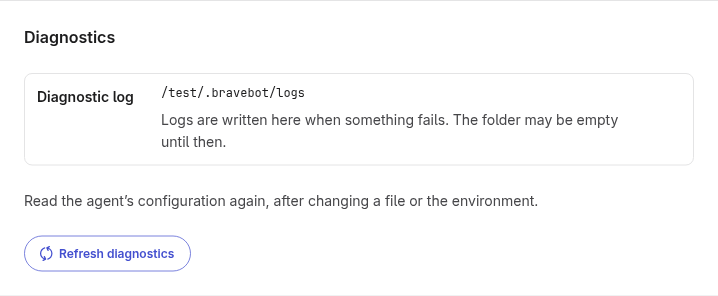 Diagnostics
Diagnostic log
/test/.bravebot/logs
Logs are written here when something fails. The folder may be empty
until then.
Read the agent’s configuration again, after changing a file or the environment.
Refresh diagnostics